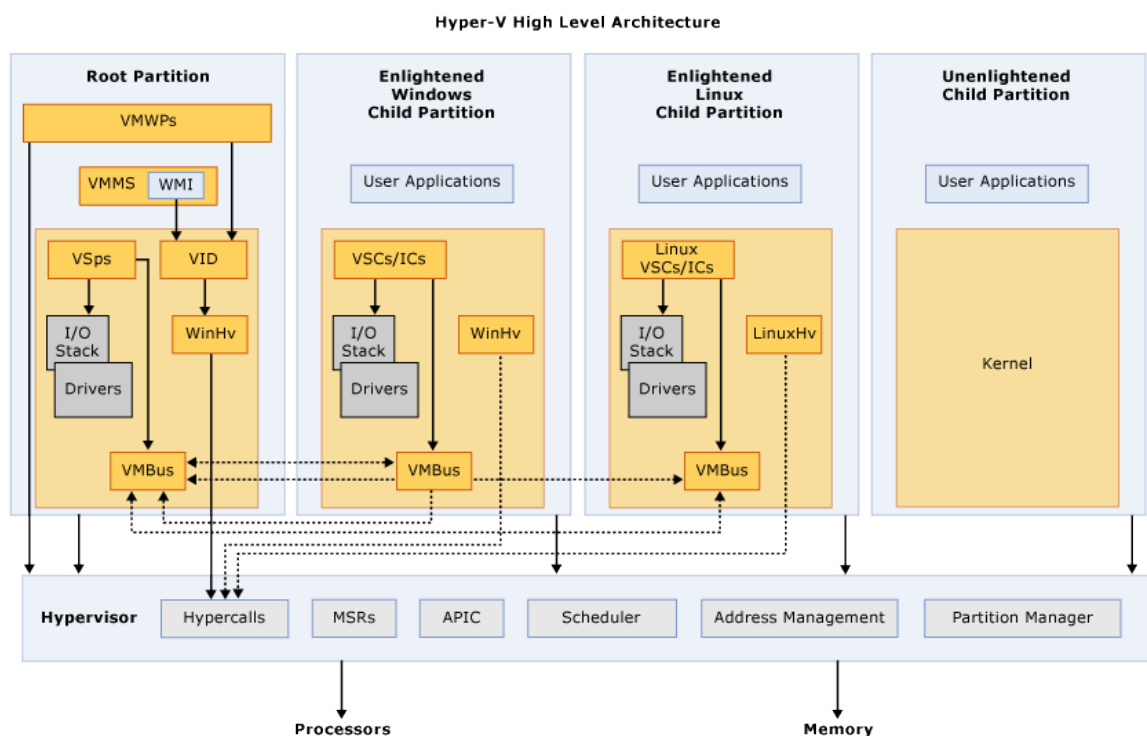 Hyper-V High Level Architecture
Root Partition
VMWPs
VMMS
WMI
VSps
VID
I/O
Stack
Drivers
WinHv
VMBus
Enlightened
Windows
Child Partition
User Applications
VSCs/ICs
I/O
Stack
Drivers
WinHv
VMBus
Enlightened
Linux
Child Partition
User Applications
Linux
VSCs/ICs
I/O
Stack
Drivers
LinuxHv
VMBus
Unenlightened
Child Partition
User Applications
Kernel
Hypervisor
Hypercalls
MSRs
APIC
Scheduler
Address Management
Partition Manager
Processors
Memory